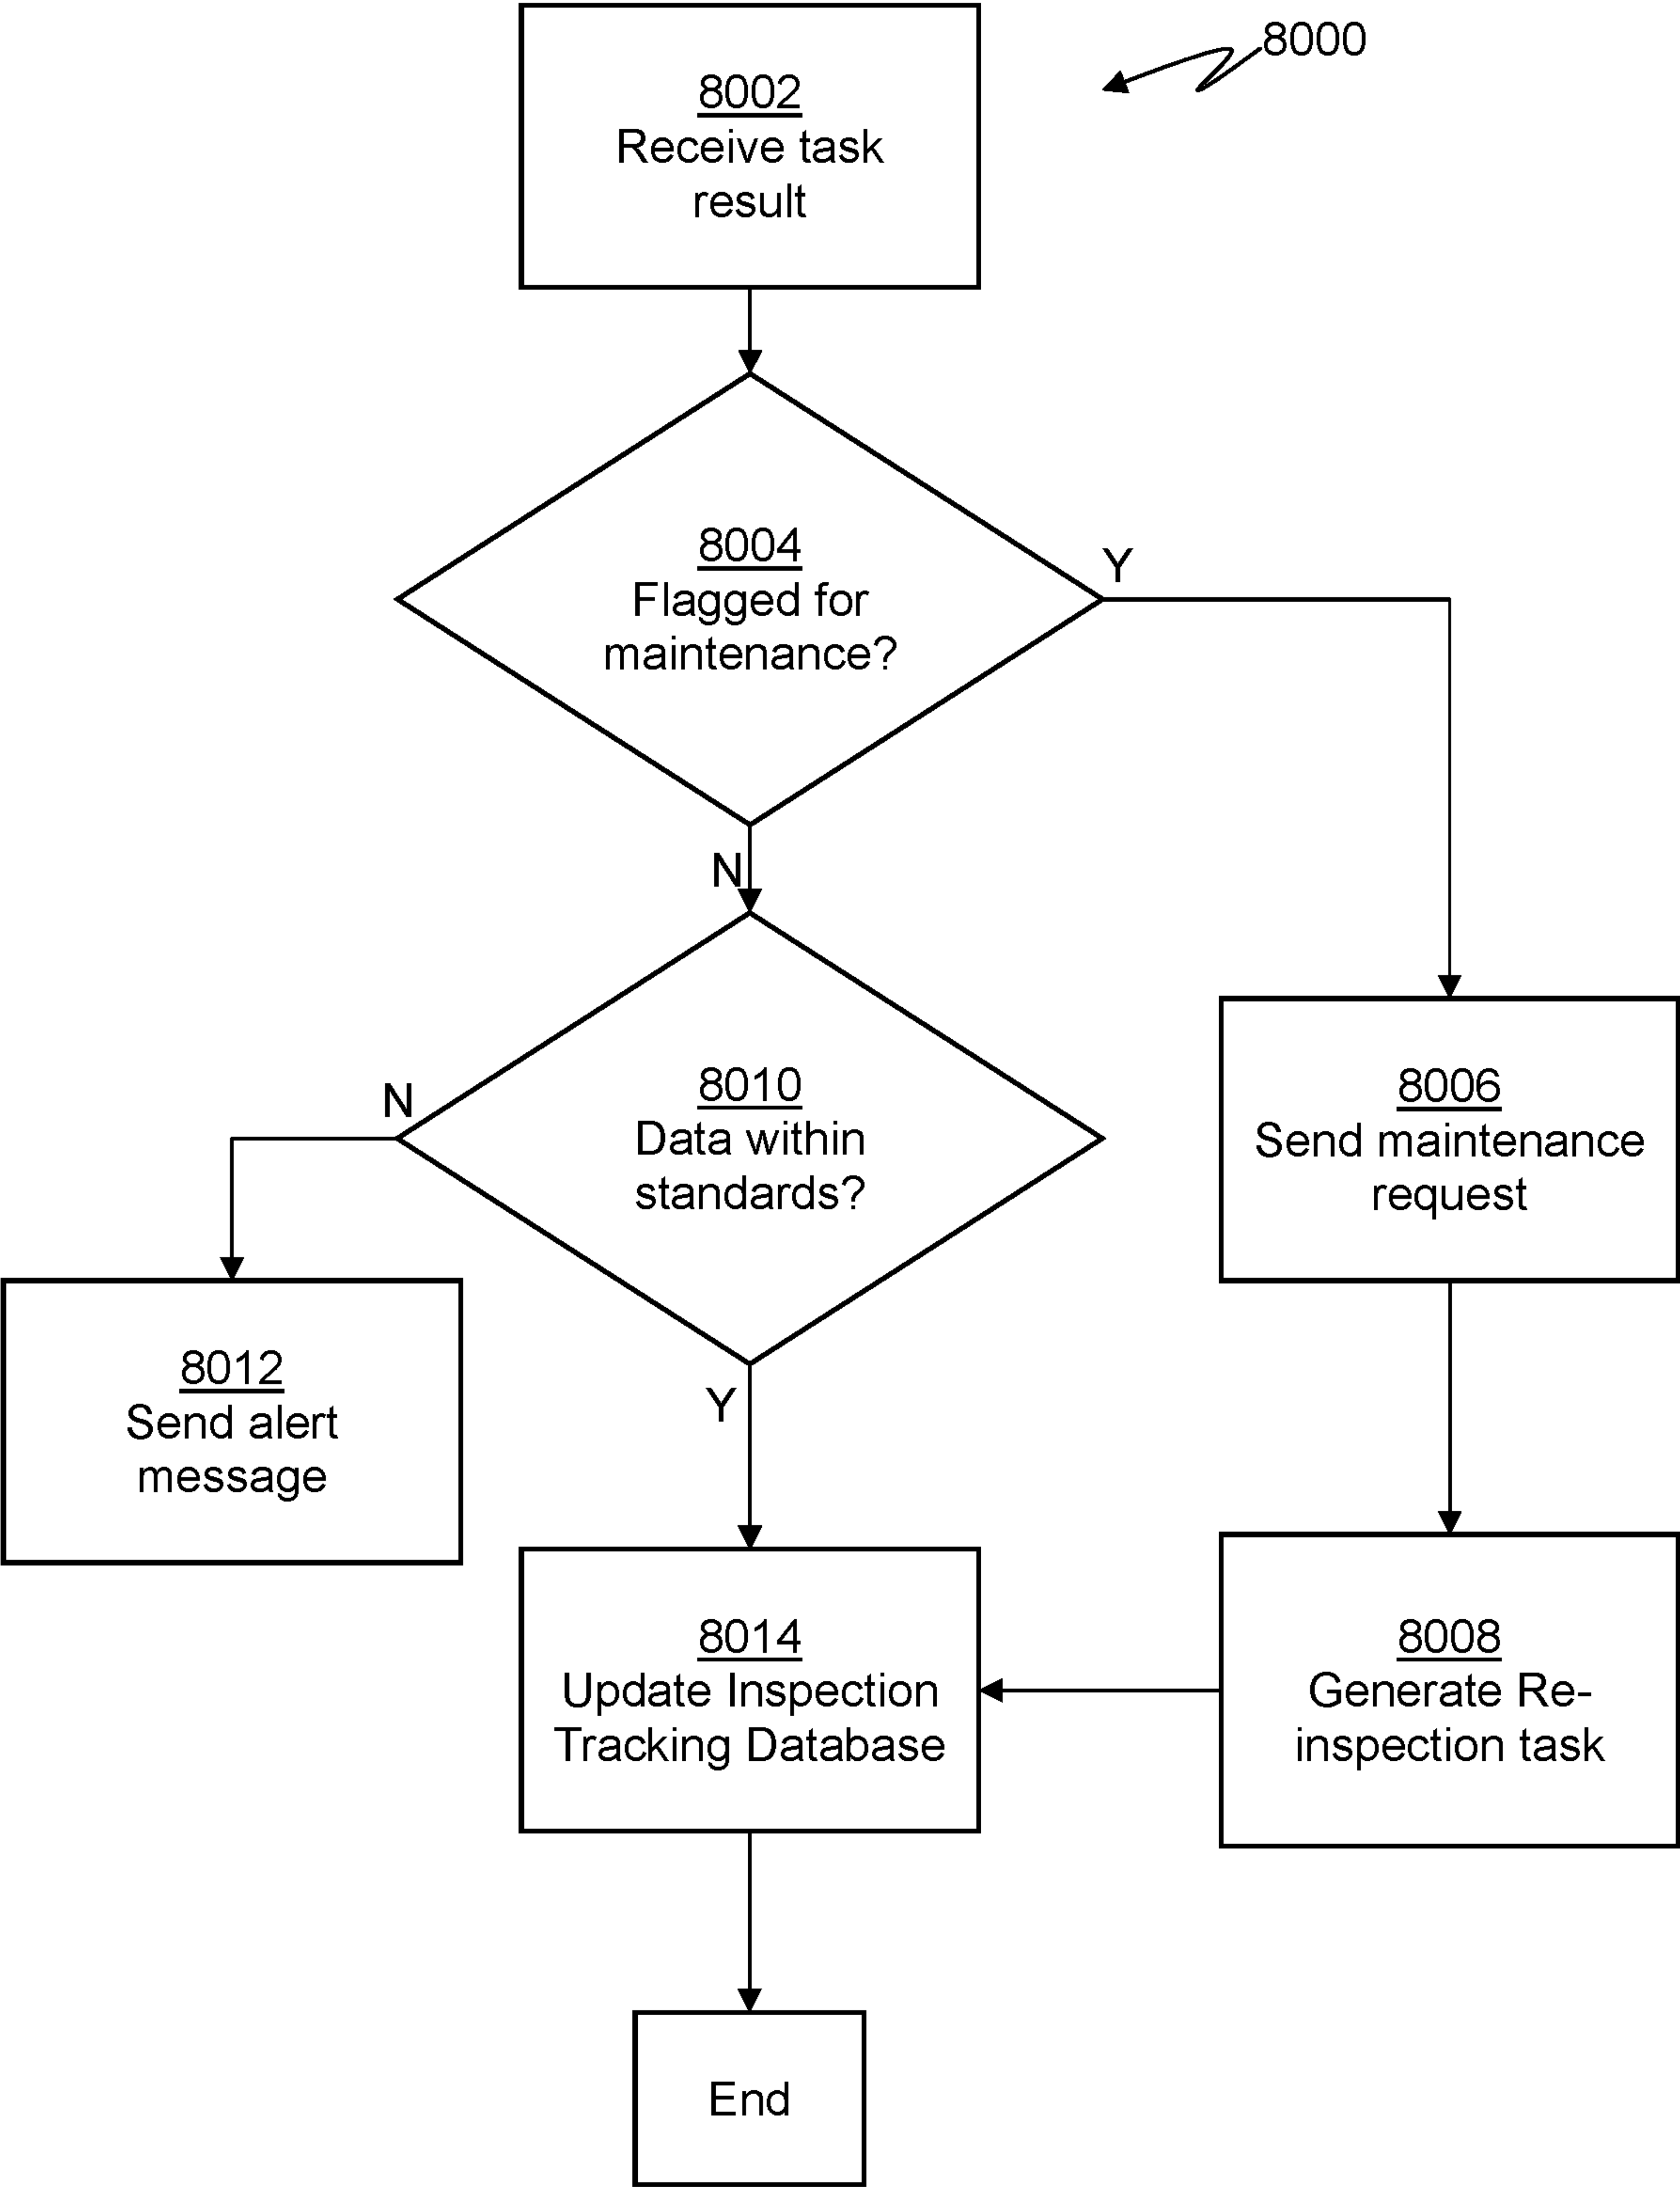 8000
8002
Receive task
result
8004
Flagged for
maintenance?
Y
N
8010
Data within
standards?
N
Y
8006
Send maintenance
request
8012
Send alert
message
8014
Update Inspection
Tracking Database
8008
Generate Re-
inspection task
End